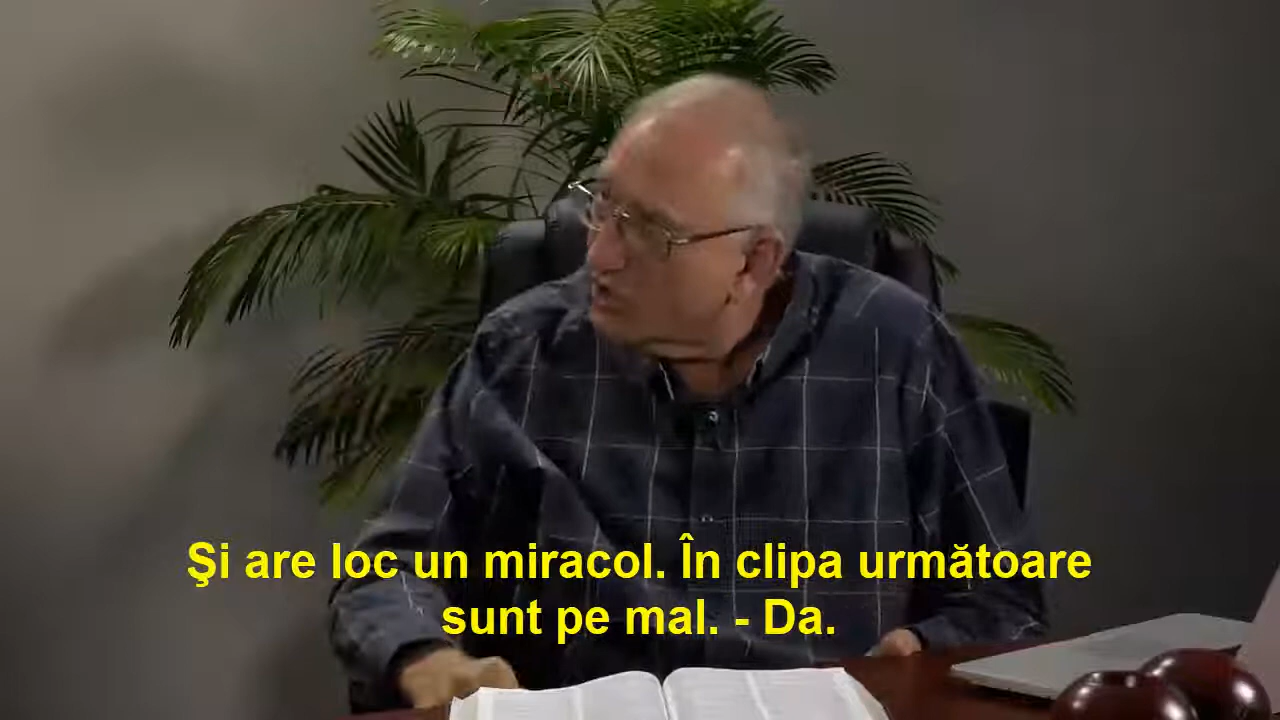 Şi are loc un miracol. În clipa următoare
sunt pe mal. - Da.